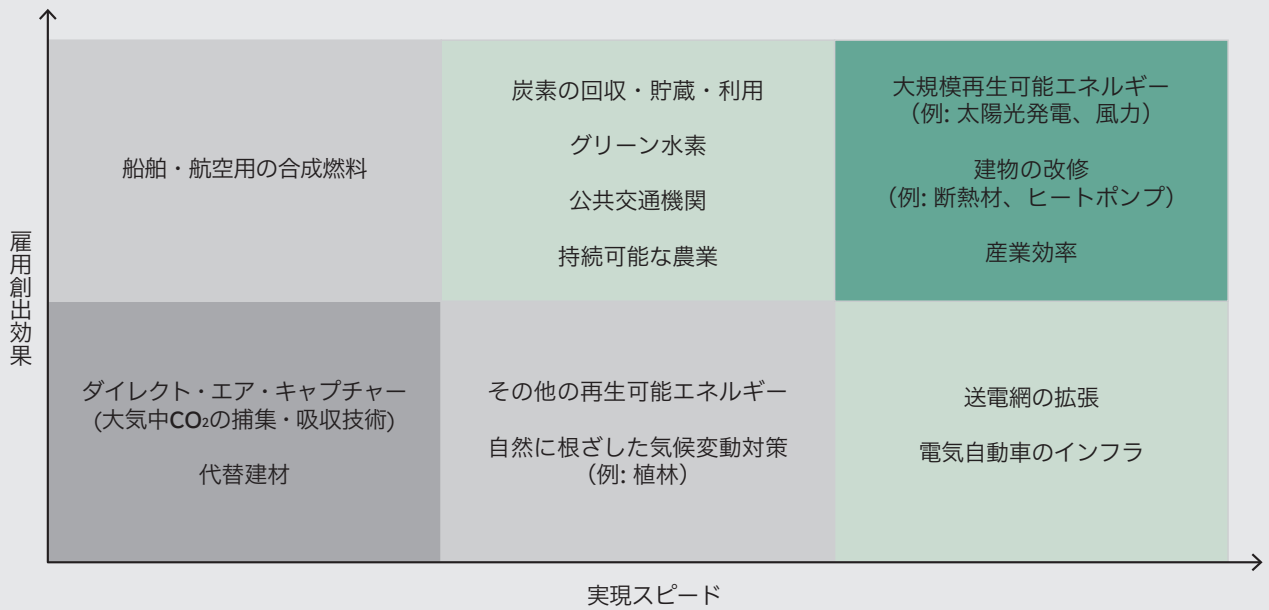 雇用創出効果
船舶・航空用の合成燃料
炭素の回収・貯蔵・利用
グリーン水素
公共交通機関
持続可能な農業
大規模再生可能エネルギー
（例: 太陽光発電、風力）
建物の改修
（例: 断熱材、ヒートポンプ）
産業効率
ダイレクト・エア・キャプチャー
(大気中CO₂の捕集・吸収技術)
代替建材
その他の再生可能エネルギー
自然に根ざした気候変動対策
（例: 植林）
送電網の拡張
電気自動車のインフラ
実現スピード